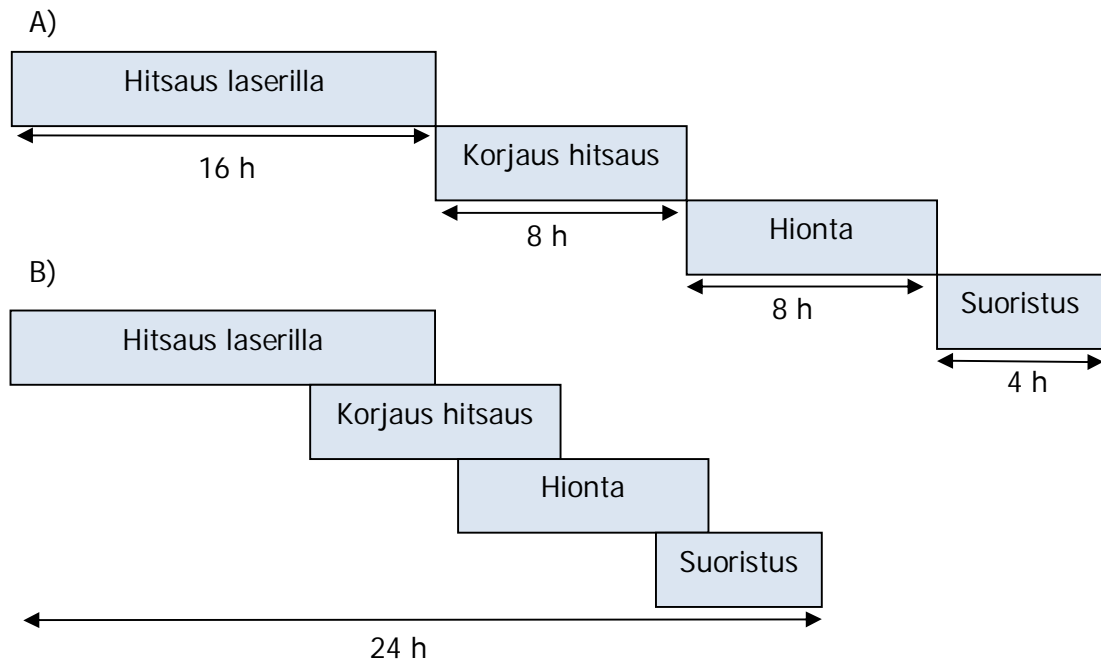 A)
Hitsaus laserilla
16 h
Korjaus hitsaus
8 h
Hionta
8 h
Suoristus
4 h
B)
Hitsaus laserilla
Korjaus hitsaus
Hionta
Suoristus
24 h